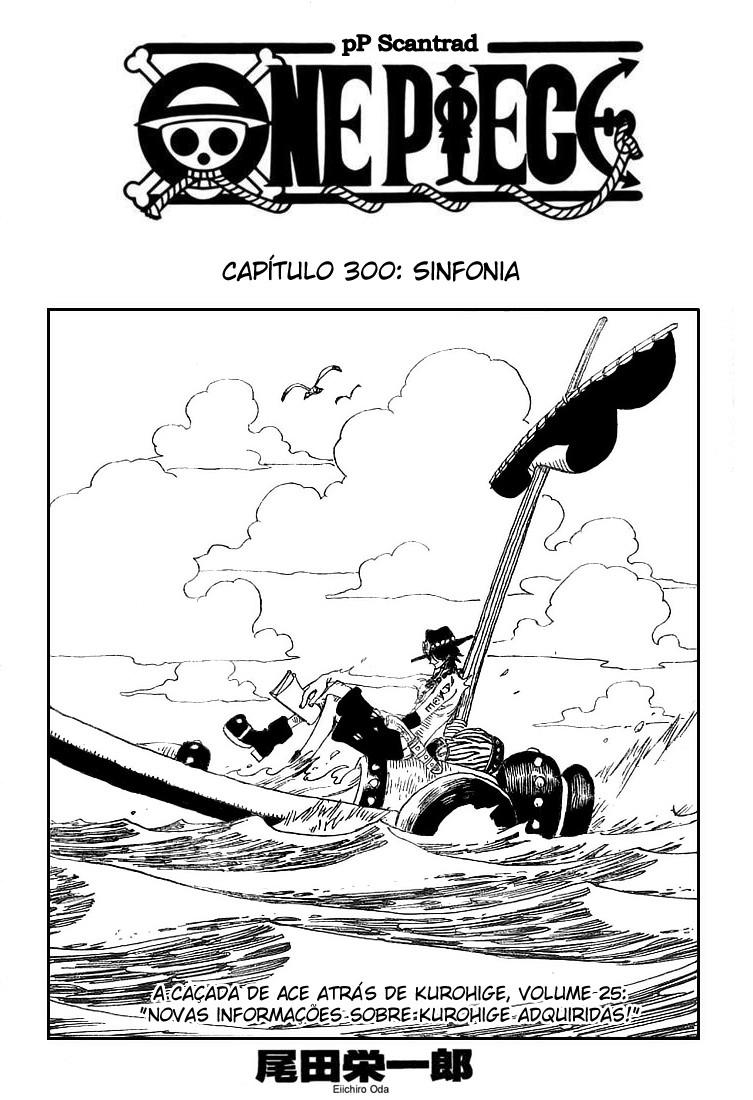 pP Scantrad
ONE PIECE
CAPÍTULO 300: SINFONIA
A CAÇADA DE ACE ATRÁS DE KUROHIGE, VOLUME 25:
"NOVAS INFORMAÇÕES SOBRE KUROHIGE ADQUIRIDAS!"
尾田栄一郎
Eiichiro Oda